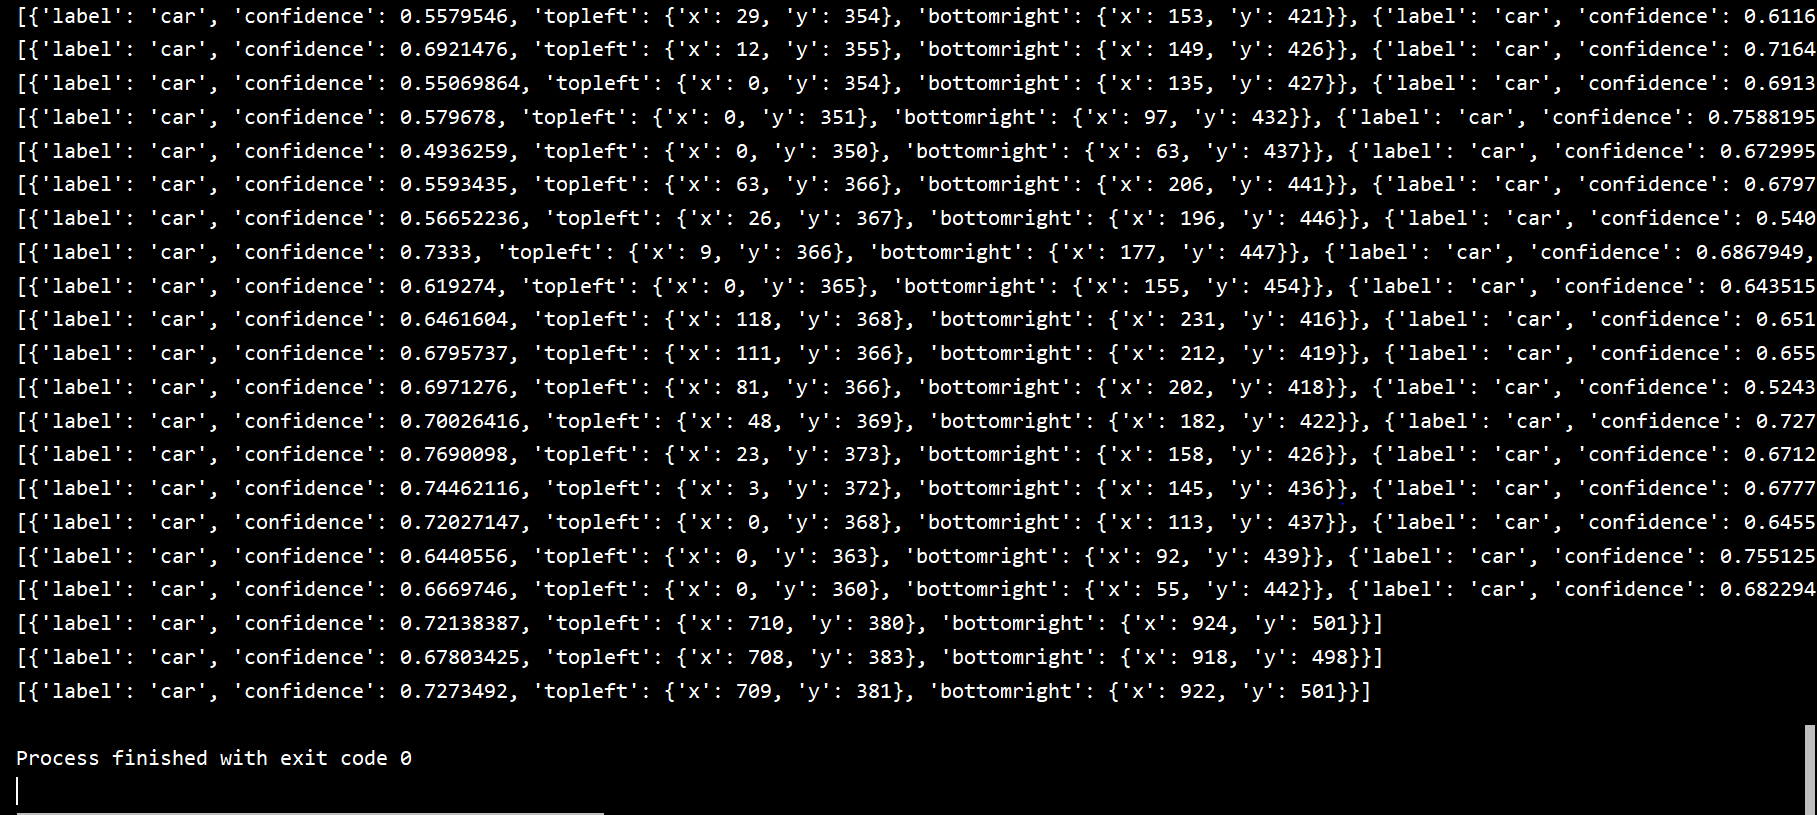 [{'label': 'car', 'confidence': 0.5579546, 'topleft': {'x': 29, 'y': 354}, 'bottomright': {'x': 153, 'y': 421}}, {'label': 'car', 'confidence': 0.6116
[{'label': 'car', 'confidence': 0.6921476, 'topleft': {'x': 12, 'y': 355}, 'bottomright': {'x': 149, 'y': 426}}, {'label': 'car', 'confidence': 0.7164
[{'label': 'car', 'confidence': 0.55069864, 'topleft': {'x': 0, 'y': 354}, 'bottomright': {'x': 135, 'y': 427}}, {'label': 'car', 'confidence': 0.6913
[{'label': 'car', 'confidence': 0.579678, 'topleft': {'x': 0, 'y': 351}, 'bottomright': {'x': 97, 'y': 432}}, {'label': 'car', 'confidence': 0.7588195
[{'label': 'car', 'confidence': 0.4936259, 'topleft': {'x': 0, 'y': 350}, 'bottomright': {'x': 63, 'y': 437}}, {'label': 'car', 'confidence': 0.672995
[{'label': 'car', 'confidence': 0.5593435, 'topleft': {'x': 63, 'y': 366}, 'bottomright': {'x': 206, 'y': 441}}, {'label': 'car', 'confidence': 0.6797
[{'label': 'car', 'confidence': 0.56652236, 'topleft': {'x': 26, 'y': 367}, 'bottomright': {'x': 196, 'y': 446}}, {'label': 'car', 'confidence': 0.540
[{'label': 'car', 'confidence': 0.7333, 'topleft': {'x': 9, 'y': 366}, 'bottomright': {'x': 177, 'y': 447}}, {'label': 'car', 'confidence': 0.6867949,
[{'label': 'car', 'confidence': 0.619274, 'topleft': {'x': 0, 'y': 365}, 'bottomright': {'x': 155, 'y': 454}}, {'label': 'car', 'confidence': 0.643515
[{'label': 'car', 'confidence': 0.6461604, 'topleft': {'x': 118, 'y': 368}, 'bottomright': {'x': 231, 'y': 416}}, {'label': 'car', 'confidence': 0.651
[{'label': 'car', 'confidence': 0.6795737, 'topleft': {'x': 111, 'y': 366}, 'bottomright': {'x': 212, 'y': 419}}, {'label': 'car', 'confidence': 0.655
[{'label': 'car', 'confidence': 0.6971276, 'topleft': {'x': 81, 'y': 366}, 'bottomright': {'x': 202, 'y': 418}}, {'label': 'car', 'confidence': 0.5243
[{'label': 'car', 'confidence': 0.70026416, 'topleft': {'x': 48, 'y': 369}, 'bottomright': {'x': 182, 'y': 422}}, {'label': 'car', 'confidence': 0.727
[{'label': 'car', 'confidence': 0.7690098, 'topleft': {'x': 23, 'y': 373}, 'bottomright': {'x': 158, 'y': 426}}, {'label': 'car', 'confidence': 0.6712
[{'label': 'car', 'confidence': 0.74462116, 'topleft': {'x': 3, 'y': 372}, 'bottomright': {'x': 145, 'y': 436}}, {'label': 'car', 'confidence': 0.6777
[{'label': 'car', 'confidence': 0.72027147, 'topleft': {'x': 0, 'y': 368}, 'bottomright': {'x': 113, 'y': 437}}, {'label': 'car', 'confidence': 0.6455
[{'label': 'car', 'confidence': 0.6440556, 'topleft': {'x': 0, 'y': 363}, 'bottomright': {'x': 92, 'y': 439}}, {'label': 'car', 'confidence': 0.755125
[{'label': 'car', 'confidence': 0.6669746, 'topleft': {'x': 0, 'y': 360}, 'bottomright': {'x': 55, 'y': 442}}, {'label': 'car', 'confidence': 0.682294
[{'label': 'car', 'confidence': 0.72138387, 'topleft': {'x': 710, 'y': 380}, 'bottomright': {'x': 924, 'y': 501}}]
[{'label': 'car', 'confidence': 0.67803425, 'topleft': {'x': 708, 'y': 383}, 'bottomright': {'x': 918, 'y': 498}}]
[{'label': 'car', 'confidence': 0.7273492, 'topleft': {'x': 709, 'y': 381}, 'bottomright': {'x': 922, 'y': 501}}]
Process finished with exit code 0